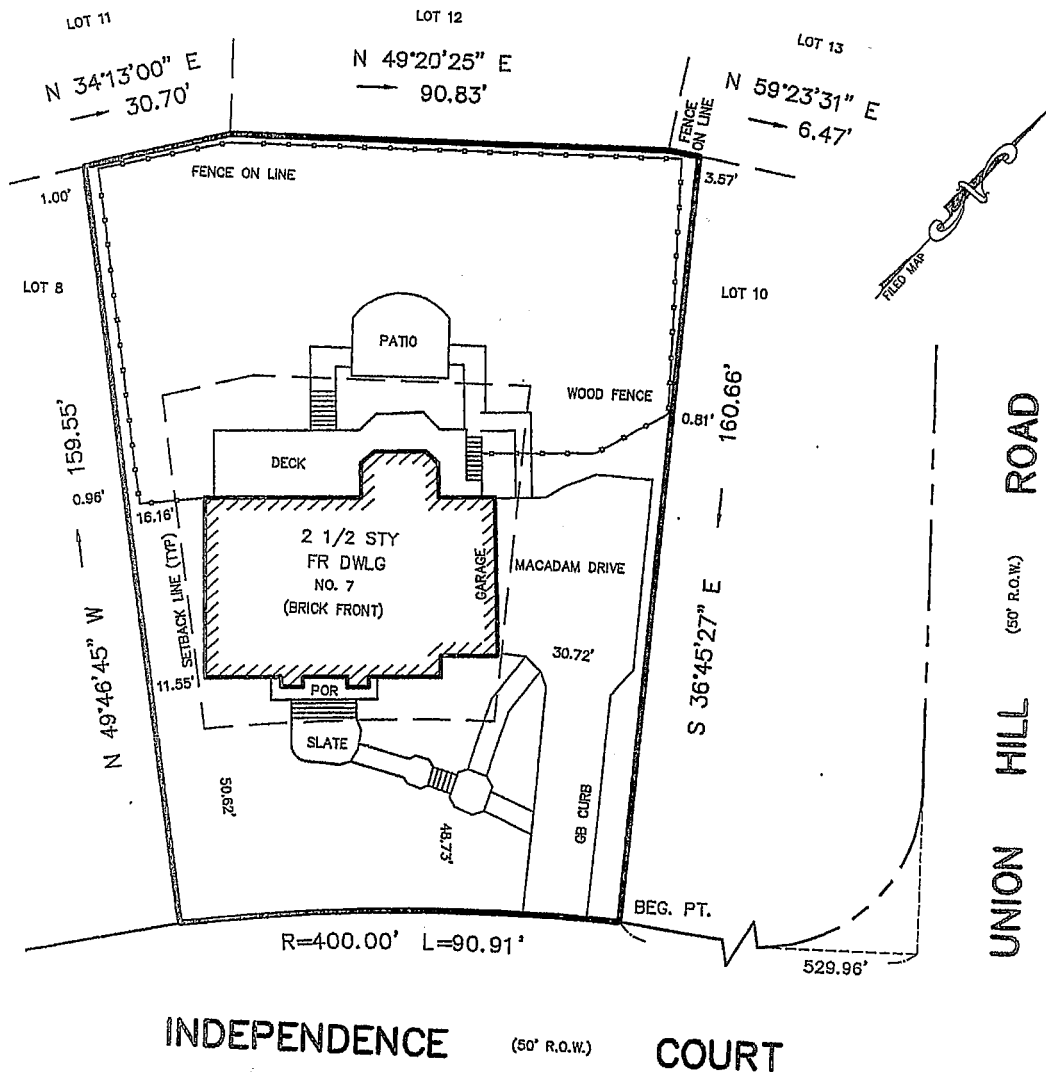 LOT 11
LOT 12
LOT 13
N 34°13'00" E
30.70'
N 49°20'25" E
90.83'
N 59°23'31" E
6.47'
FENCE
ON LINE
FENCE ON LINE
1.00'
3.57'
FILED MAP
LOT 8
LOT 10
PATIO
WOOD FENCE
0.81'
DECK
159.55'
0.96'
16.16'
160.66'
2 1/2 STY
FR DWLG
NO. 7
(BRICK FRONT)
GARAGE
MACADAM DRIVE
SETBACK LINE (TYP)
30.72'
11.55'
POR
SLATE
N 49°46'45" W
S 36°45'27" E
50.62'
48.73'
GB CURB
BEG. PT.
R=400.00' L=90.91'
529.96'
UNION HILL (50' R.O.W.) ROAD
INDEPENDENCE (50' R.O.W.) COURT